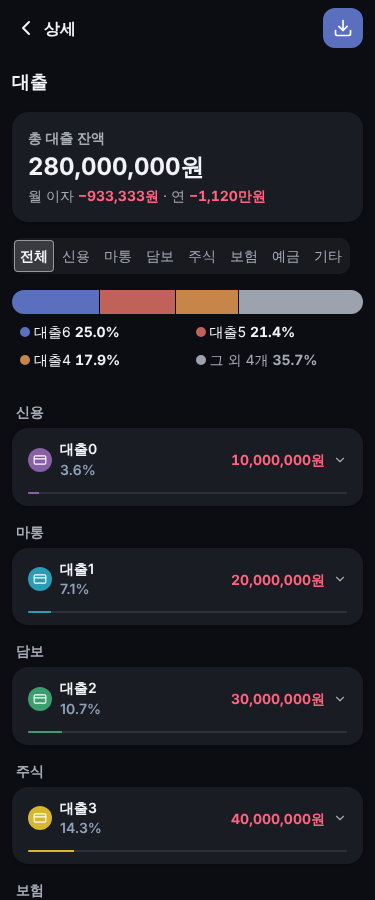 상세
대출
총 대출 잔액
280,000,000원
월 이자 −933,333원 · 연 −1,120만원
전체 신용 마통 담보 주식 보험 예금 기타
대출6 25.0% 대출5 21.4%
대출4 17.9% 그 외 4개 35.7%
신용
대출0
3.6%
10,000,000원
마통
대출1
7.1%
20,000,000원
담보
대출2
10.7%
30,000,000원
주식
대출3
14.3%
40,000,000원
보험